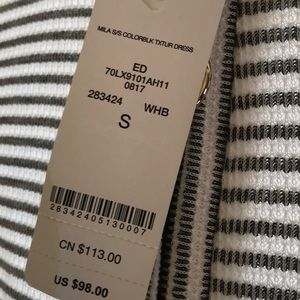 MILA S/S COLORBLK TXTUR DRESS
ED
70LX9101AH11
0817
283424 WHB
S
28342405130007
CN $113.00
US $98.00